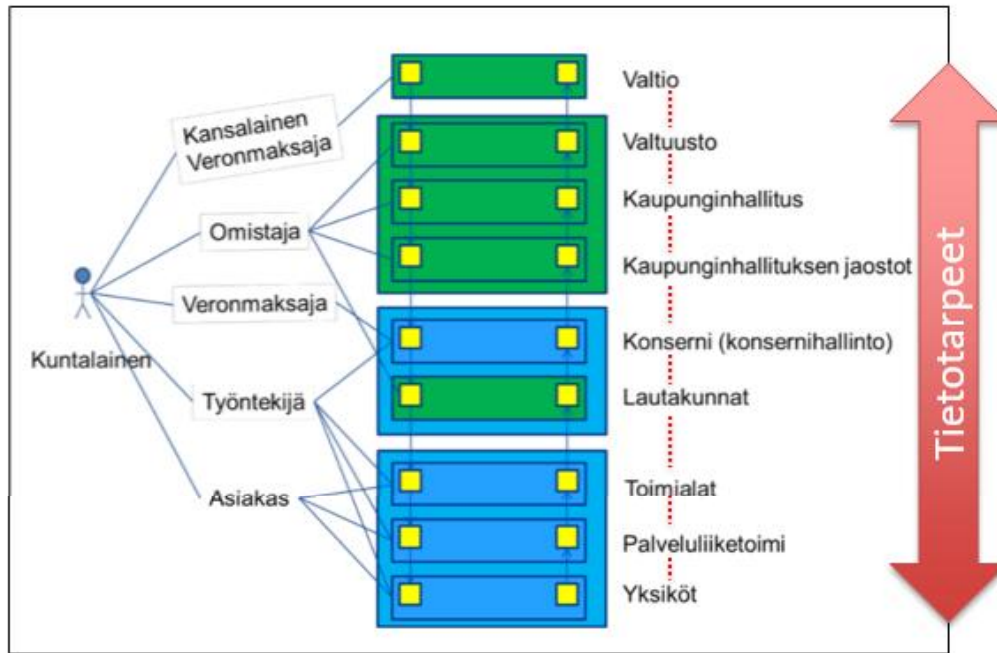 Kansalainen
Veronmaksaja
Omistaja
Veronmaksaja
Kuntalainen
Työntekijä
Asiakas
Valtio
Valtuusto
Kaupunginhallitus
Kaupunginhallituksen jaostot
Konserni (konsernihallinto)
Lautakunnat
Toimialat
Palveluliiketoimi
Yksiköt
Tietotarpeet